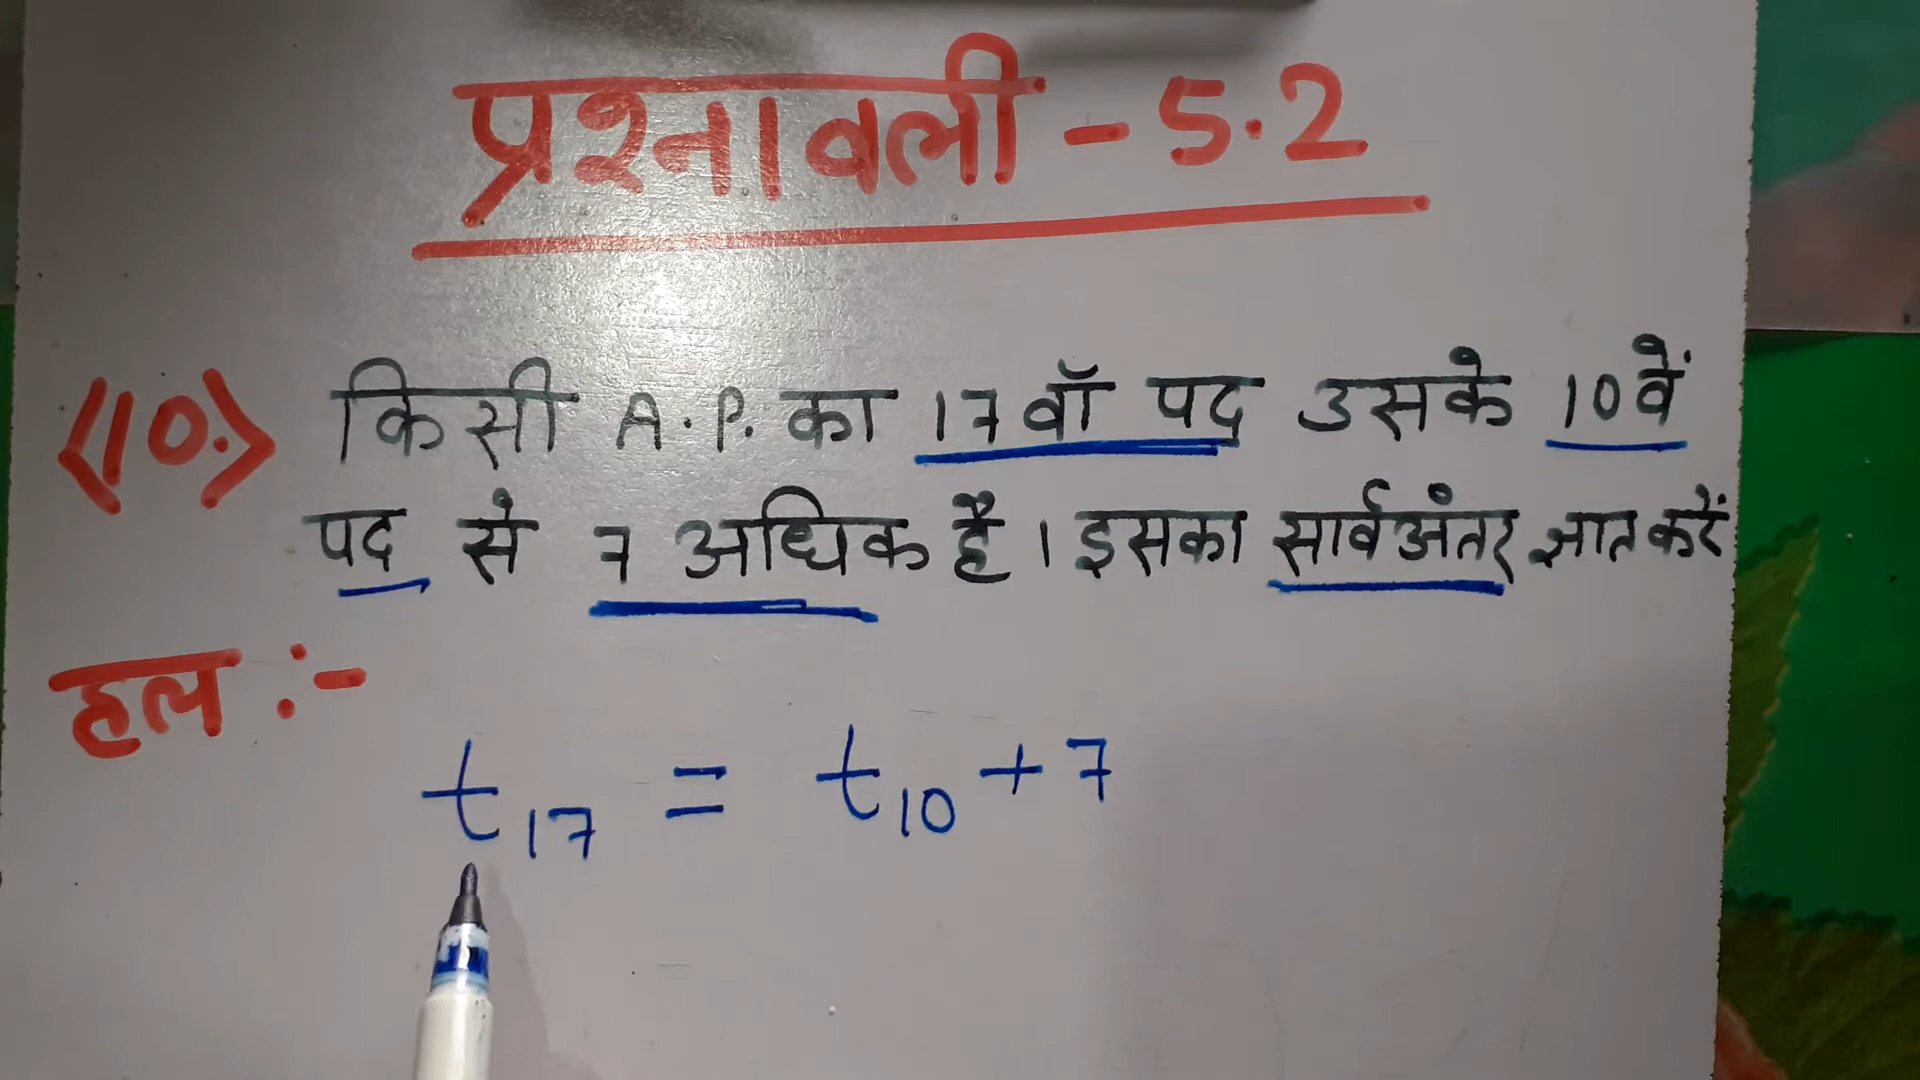 प्रश्नावली - 5.2
(10.) किसी A.P. का 17वाँ पद उसके 10वें
पद से 7 अधिक है । इसका सार्वअंतर ज्ञात करें
हल :-
t₁₇ = t₁₀ + 7